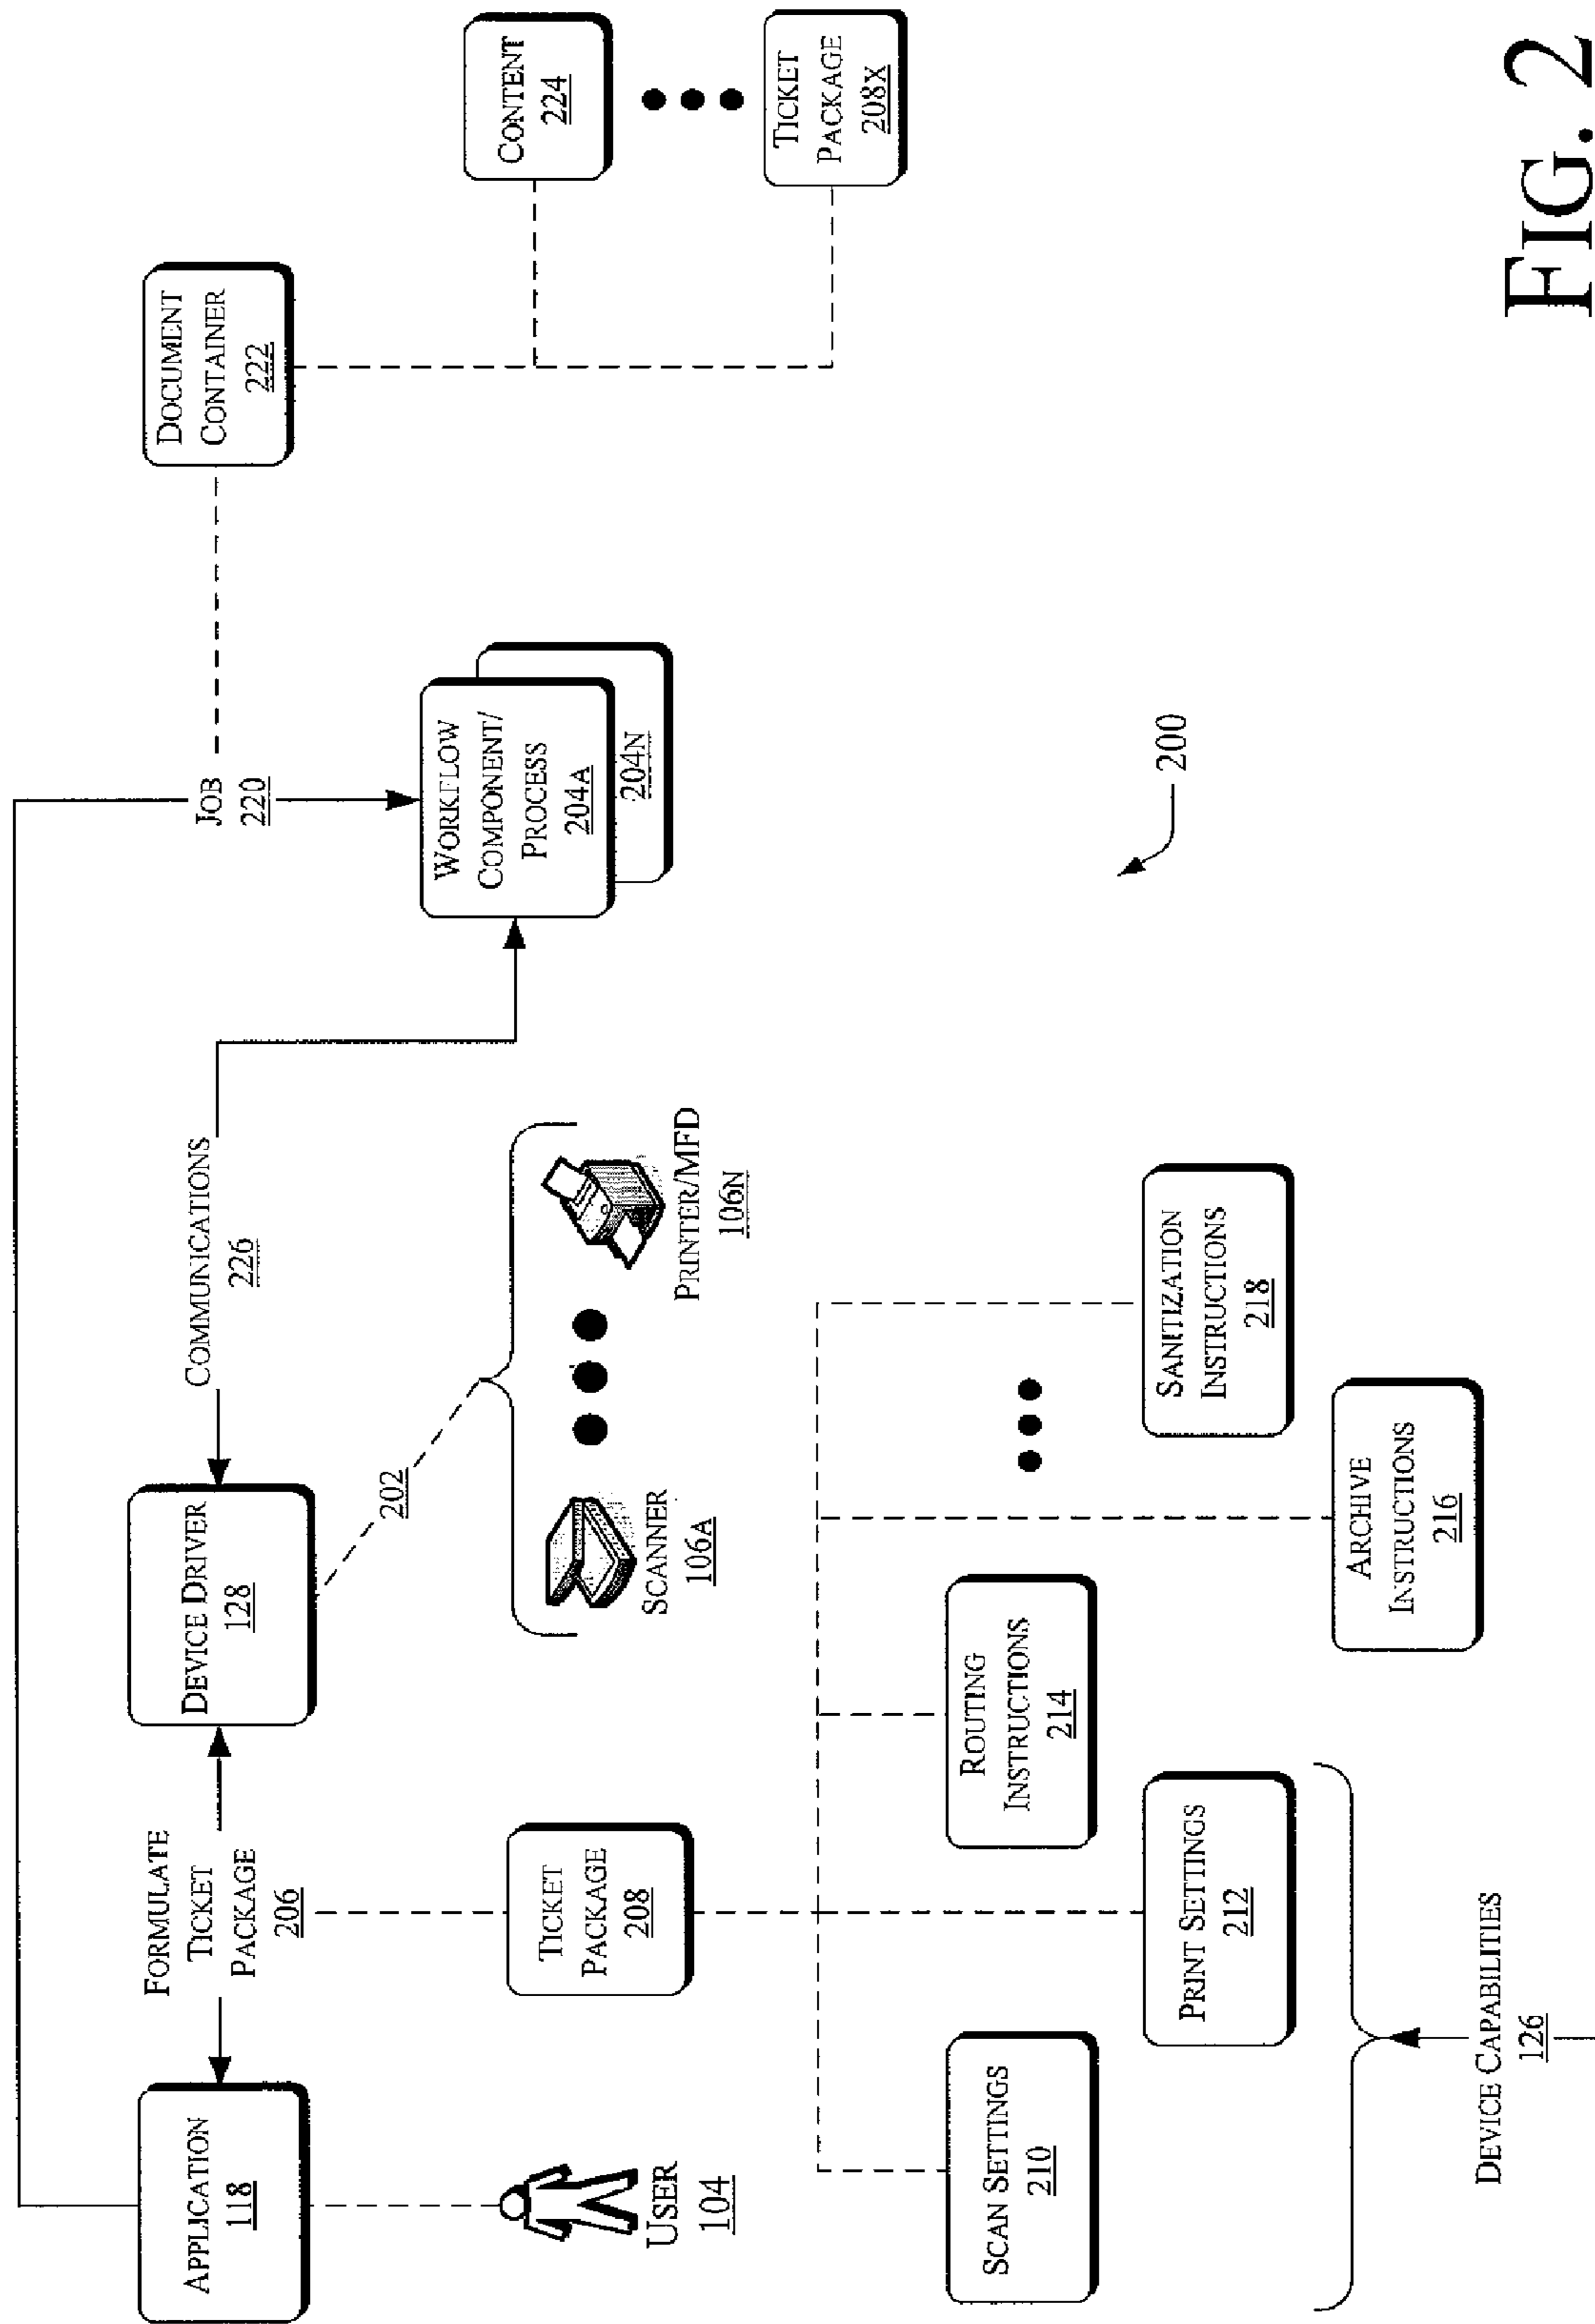 APPLICATION
118
FORMULATE
TICKET
PACKAGE
206
DEVICE DRIVER
128
COMMUNICATIONS
226
JOB
220
DOCUMENT
CONTAINER
222
USER
104
TICKET
PACKAGE
208
202
SCANNER
106A
PRINTER/MFD
106N
WORKFLOW
COMPONENT/
PROCESS
204A
204N
CONTENT
224
TICKET
PACKAGE
208X
SCAN SETTINGS
210
PRINT SETTINGS
212
ROUTING
INSTRUCTIONS
214
ARCHIVE
INSTRUCTIONS
216
SANITIZATION
INSTRUCTIONS
218
200
DEVICE CAPABILITIES
126
FIG. 2